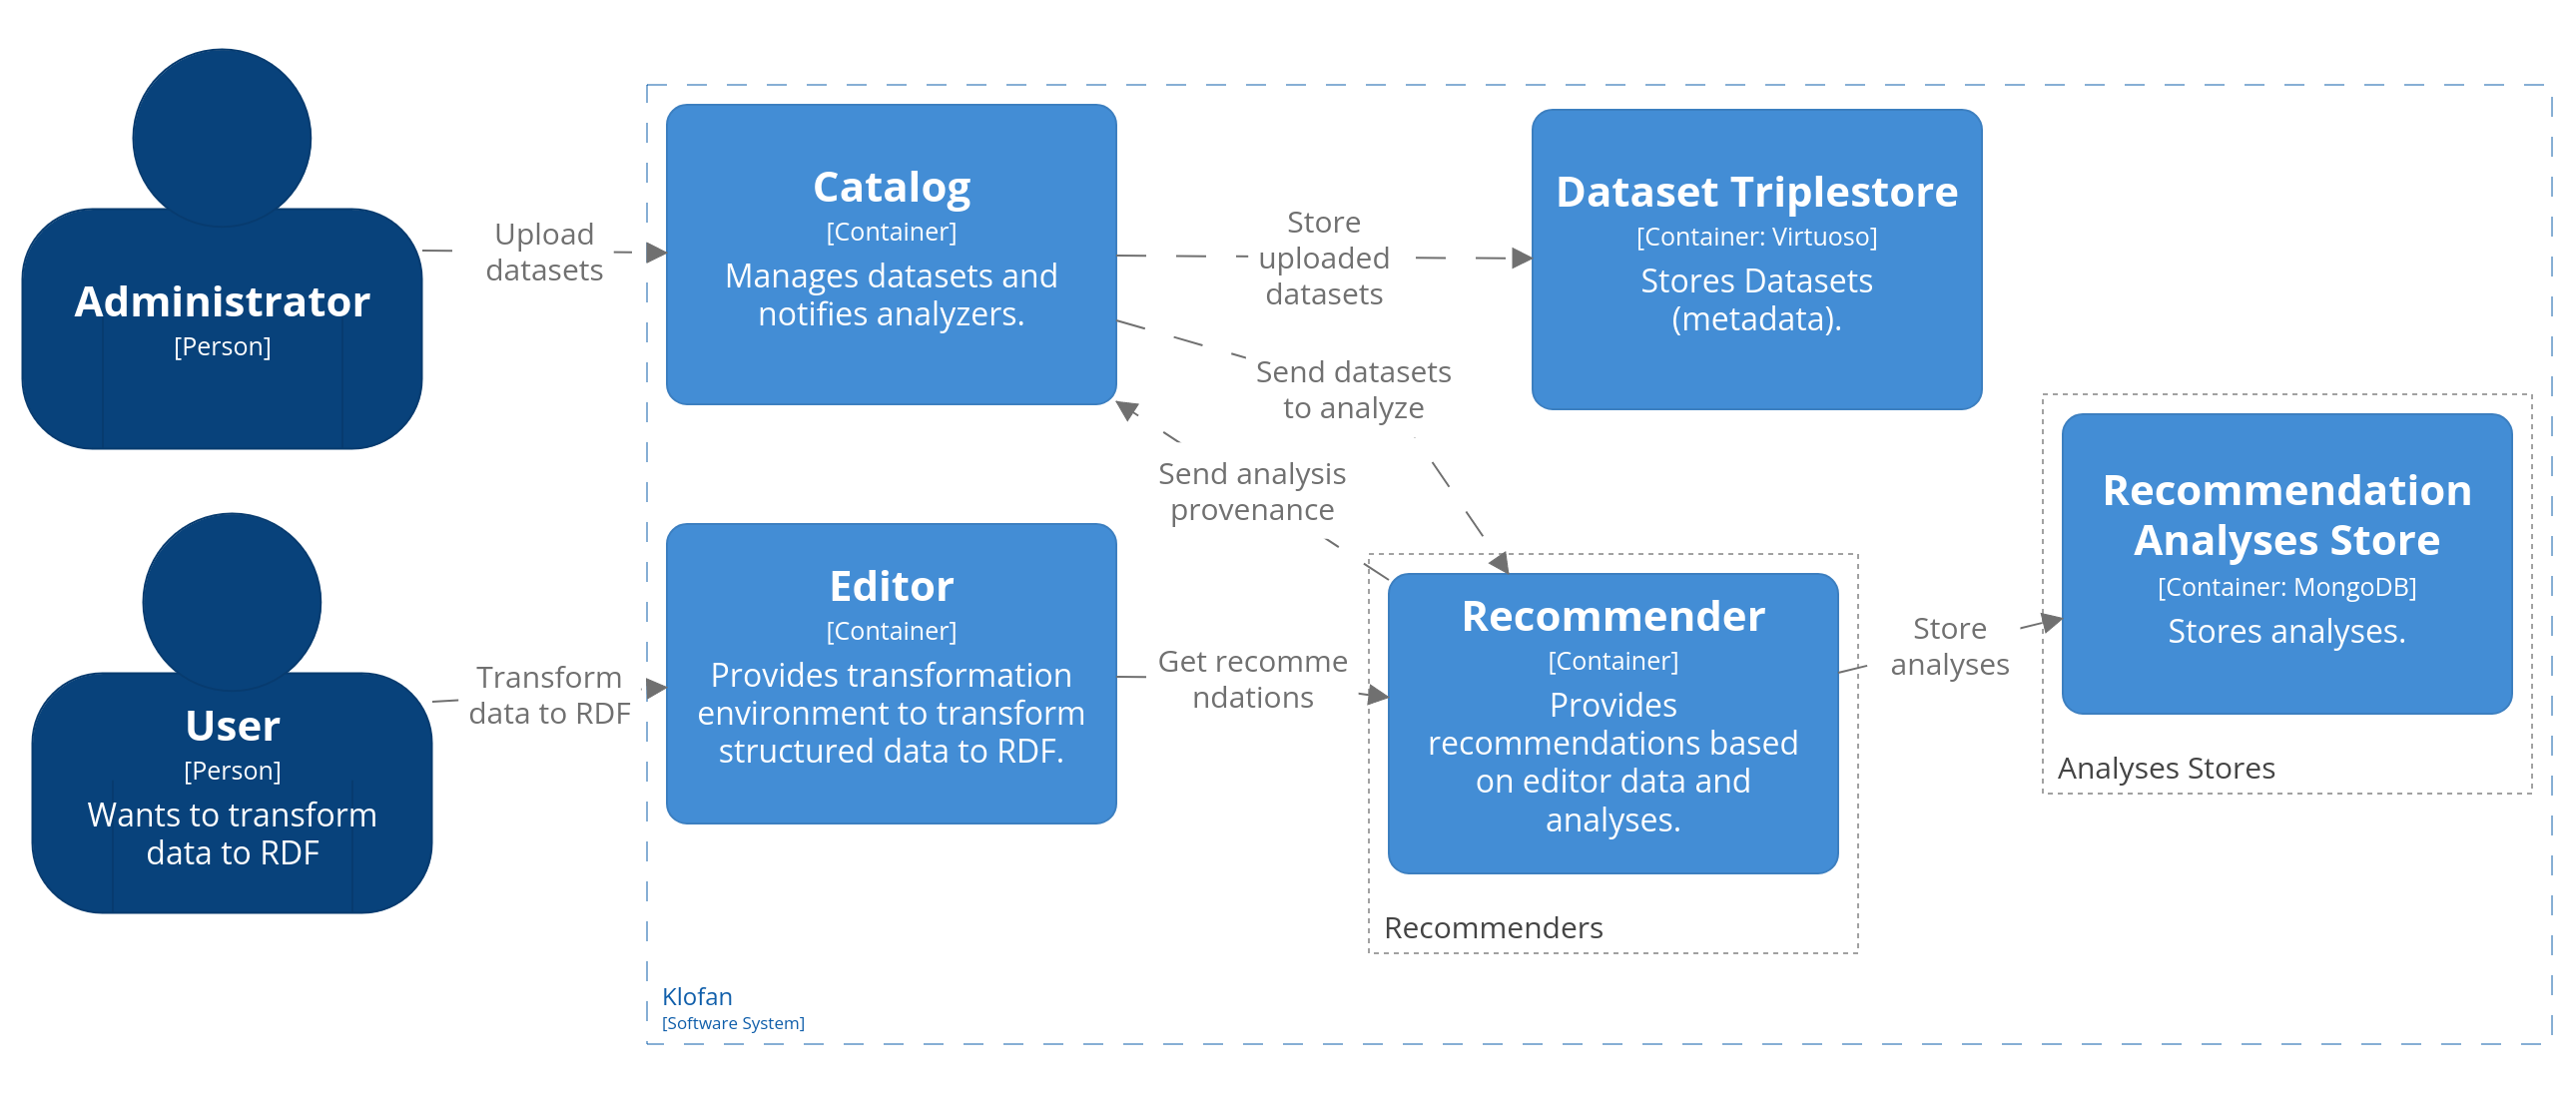 Administrator
[Person]
Upload
datasets
Catalog
[Container]
Manages datasets and
notifies analyzers.
Store
uploaded
datasets
Dataset Triplestore
[Container: Virtuoso]
Stores Datasets
(metadata).
Send datasets
to analyze
Send analysis
provenance
User
[Person]
Wants to transform
data to RDF
Transform
data to RDF
Editor
[Container]
Provides transformation
environment to transform
structured data to RDF.
Get recomme
ndations
Recommender
[Container]
Provides
recommendations based
on editor data and
analyses.
Recommenders
Store
analyses
Recommendation
Analyses Store
[Container: MongoDB]
Stores analyses.
Analyses Stores
Klofan
[Software System]